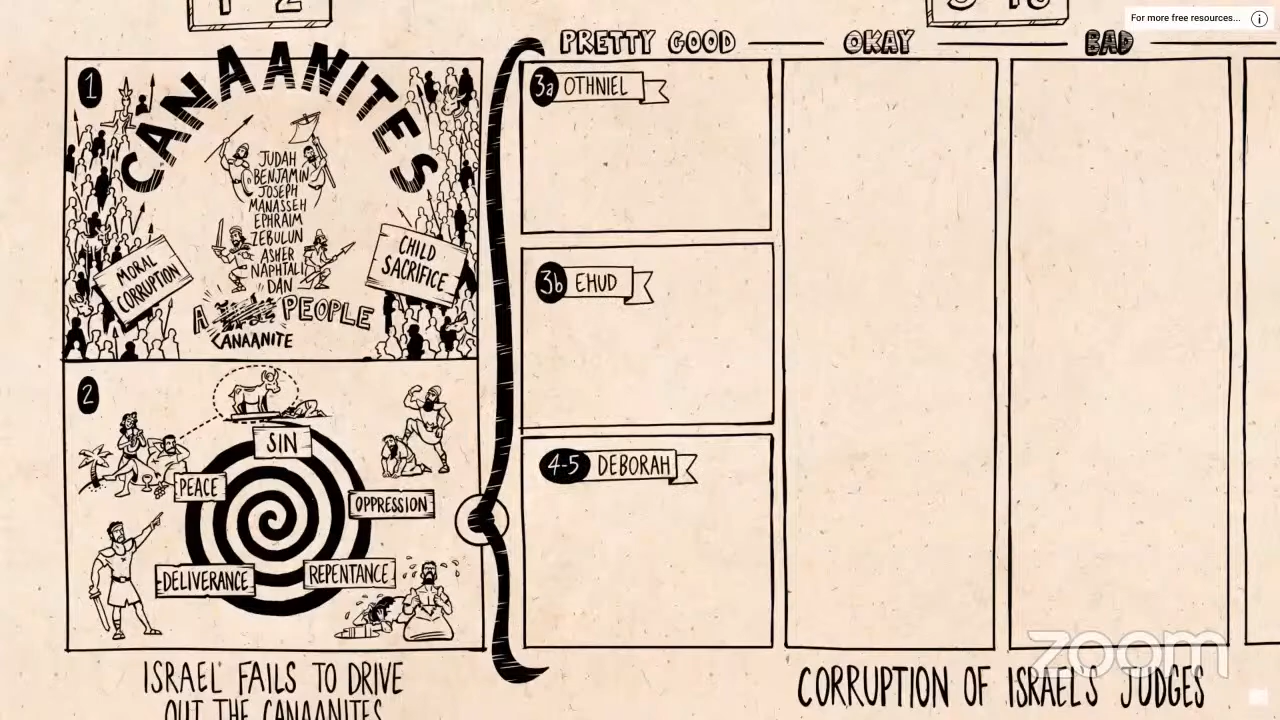 For more free resources...
PRETTY GOOD
OKAY
BAD
1
CANAANITES
JUDAH
BENJAMIN
JOSEPH
MANASSEH
EPHRAIM
ZEBULUN
ASHER
NAPHTALI
DAN
MORAL
CORRUPTION
CHILD
SACRIFICE
A PEOPLE
CANAANITE
2
SIN
PEACE
OPPRESSION
DELIVERANCE
REPENTANCE
ISRAEL FAILS TO DRIVE
OUT THE CANAANITES
3a OTHNIEL
3b EHUD
4-5 DEBORAH
CORRUPTION OF ISRAEL'S JUDGES
zoom